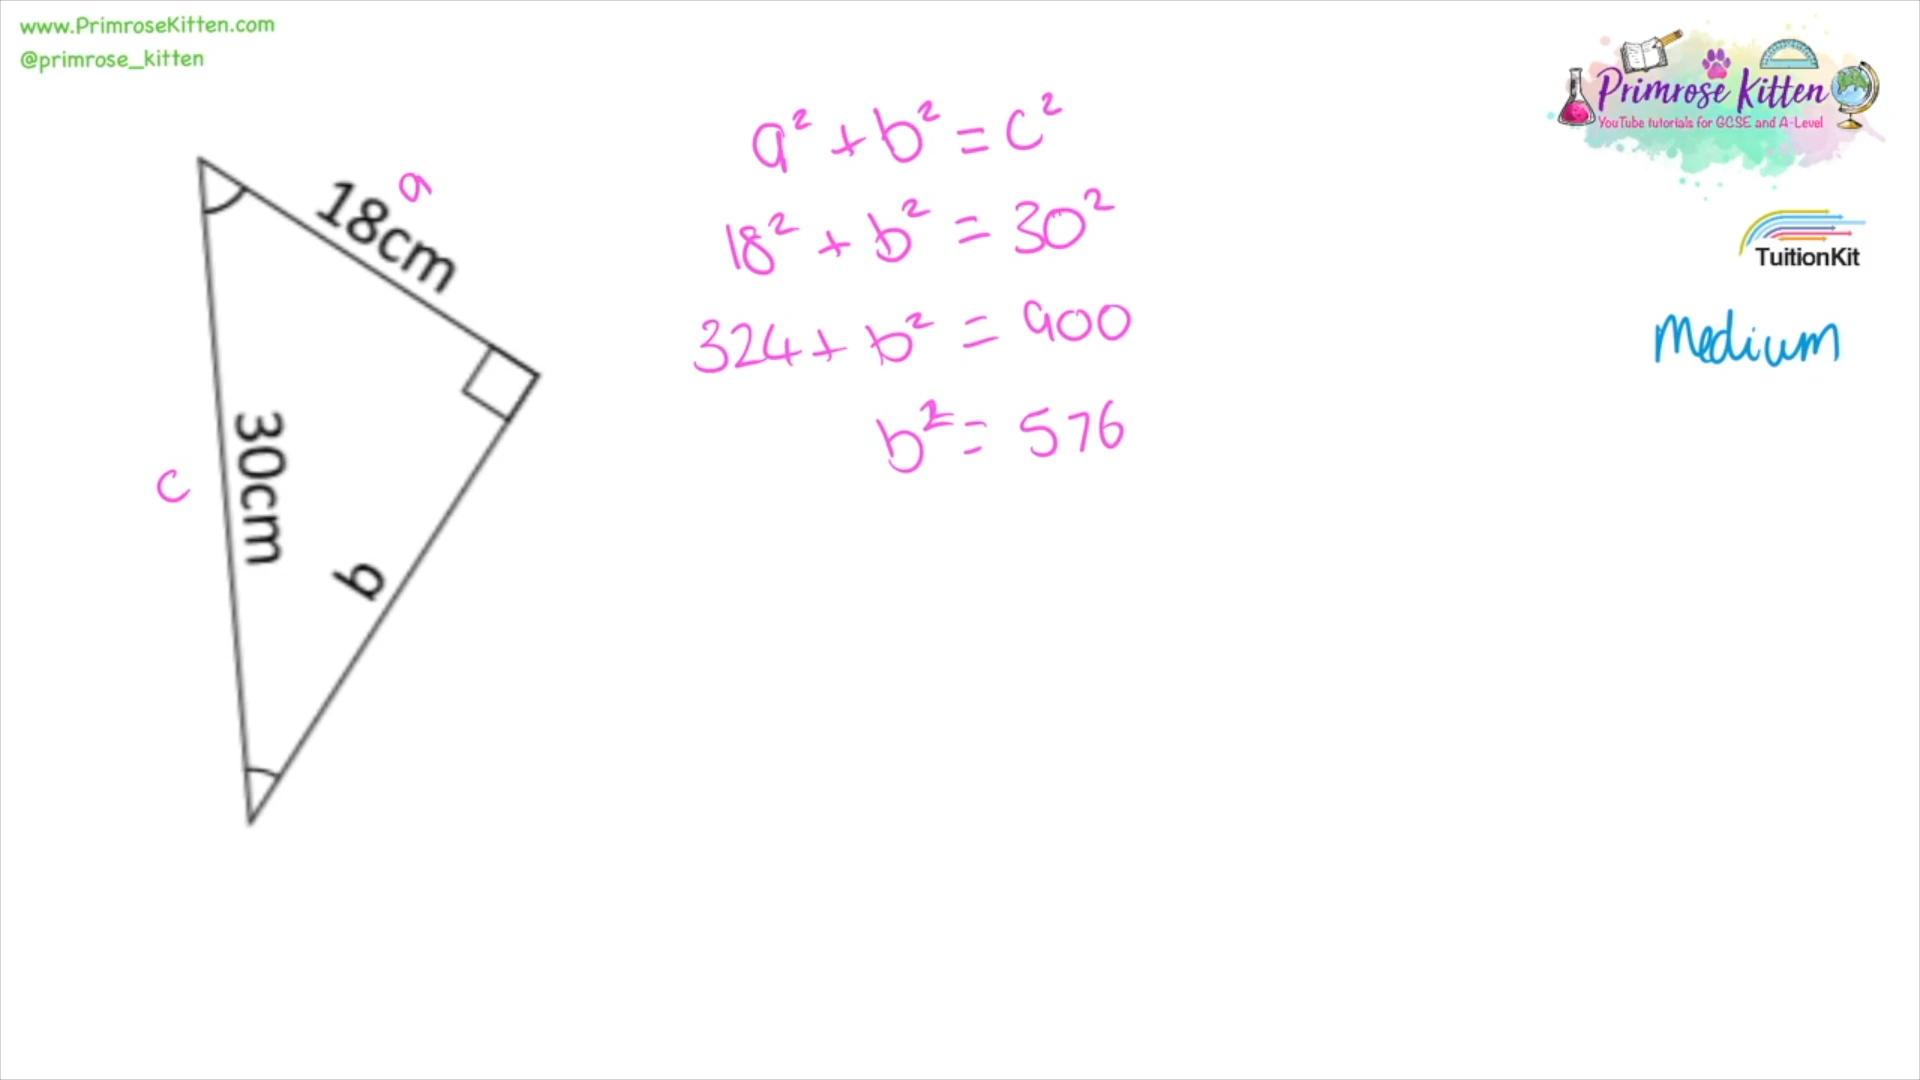 www.PrimroseKitten.com
@primrose_kitten
Primrose Kitten
YouTube tutorials for GCSE and A-Level
TuitionKit
Medium
a
18cm
c
30cm
b
a² + b² = c²
18² + b² = 30²
324 + b² = 900
b² = 576